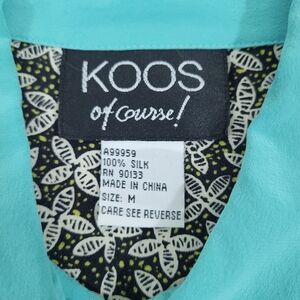 KOOS
of course!
A99959
100% SILK
RN 90133
MADE IN CHINA
SIZE: M
CARE SEE REVERSE